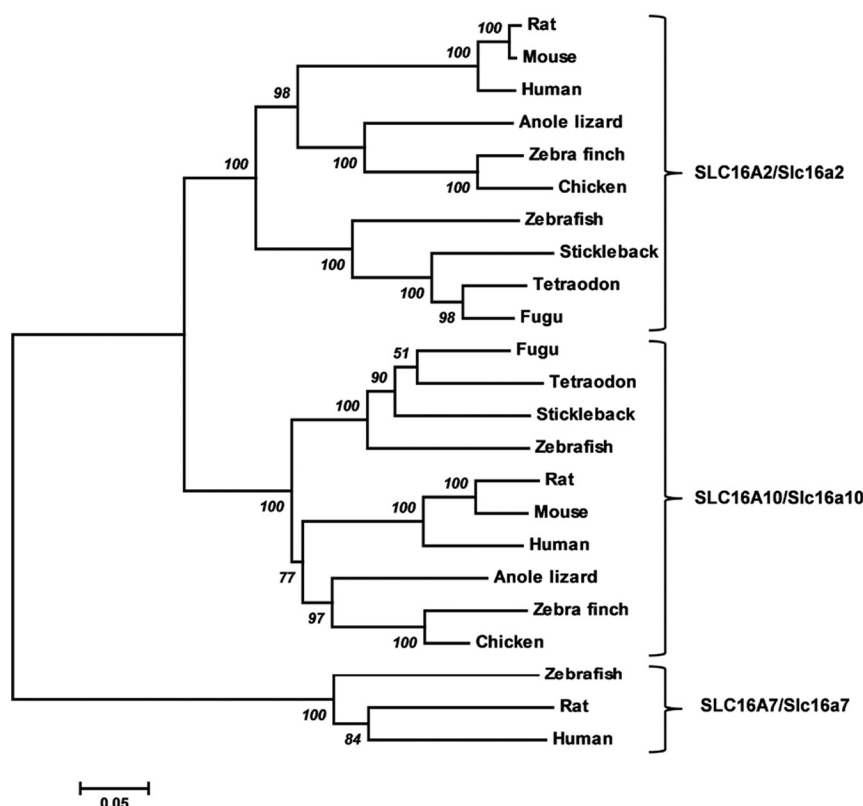 100
Rat
100
Mouse
98
Human
Anole lizard
100
100
Zebra finch
SLC16A2/Slc16a2
100
Chicken
Zebrafish
100
Stickleback
100
Tetraodon
98
Fugu
51
Fugu
90
Tetraodon
100
Stickleback
Zebrafish
100
Rat
100
SLC16A10/Slc16a10
100
Mouse
Human
77
Anole lizard
97
Zebra finch
100
Chicken
Zebrafish
100
Rat
SLC16A7/Slc16a7
84
Human
0.05